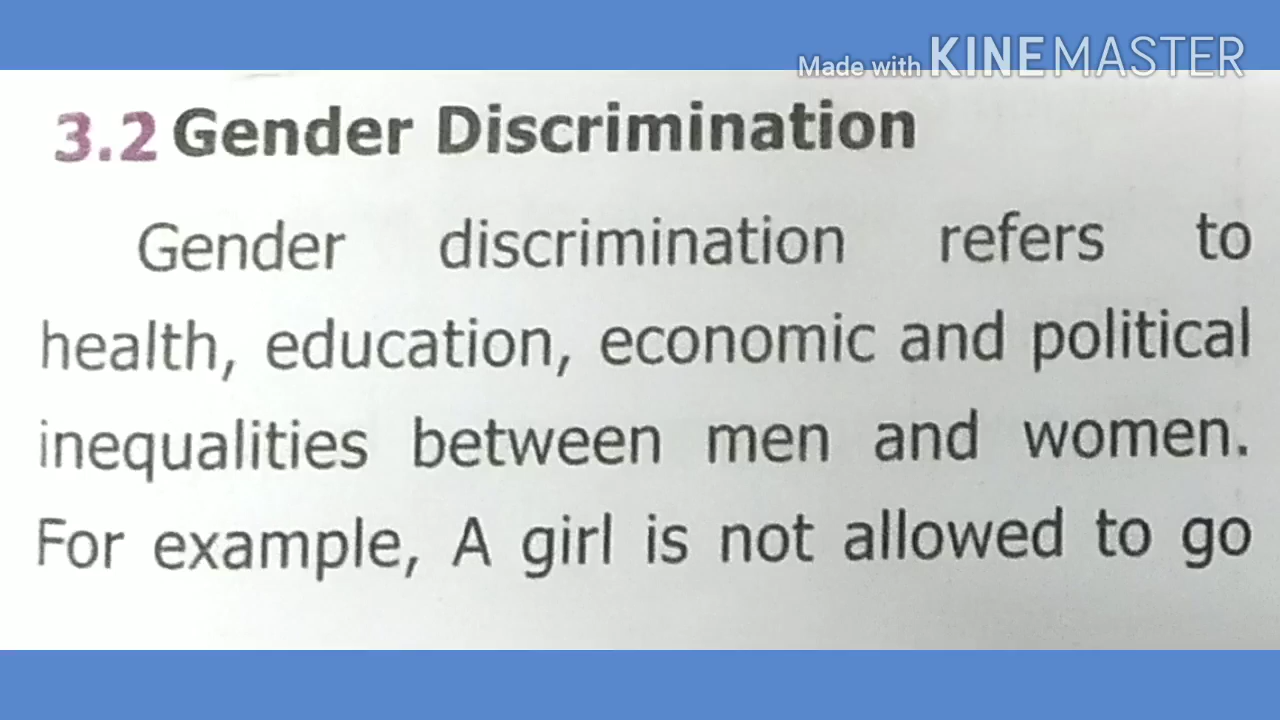 Made with KINEMASTER
3.2 Gender Discrimination
Gender discrimination refers to
health, education, economic and political
inequalities between men and women.
For example, A girl is not allowed to go